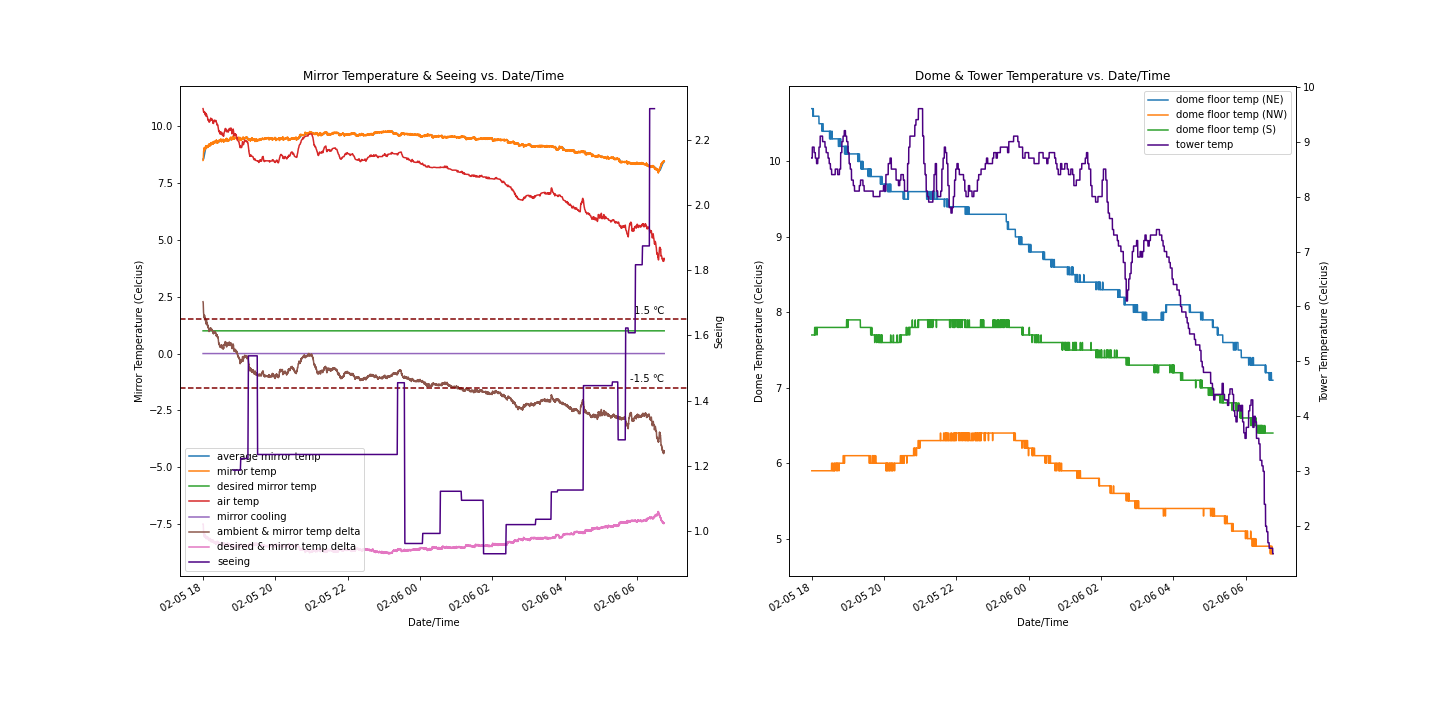 Mirror Temperature & Seeing vs. Date/Time
Mirror Temperature (Celcius)
10.0
7.5
5.0
2.5
0.0
−2.5
−5.0
−7.5
1.5 °C
-1.5 °C
average mirror temp
mirror temp
desired mirror temp
air temp
mirror cooling
ambient & mirror temp delta
desired & mirror temp delta
seeing
2.2
2.0
1.8
1.6
1.4
1.2
1.0
Seeing
02-05 18
02-05 20
02-05 22
02-06 00
02-06 02
02-06 04
02-06 06
Date/Time
Dome & Tower Temperature vs. Date/Time
Dome Temperature (Celcius)
10
9
8
7
6
5
dome floor temp (NE)
dome floor temp (NW)
dome floor temp (S)
tower temp
10
9
8
7
6
5
4
3
2
Tower Temperature (Celcius)
02-05 18
02-05 20
02-05 22
02-06 00
02-06 02
02-06 04
02-06 06
Date/Time